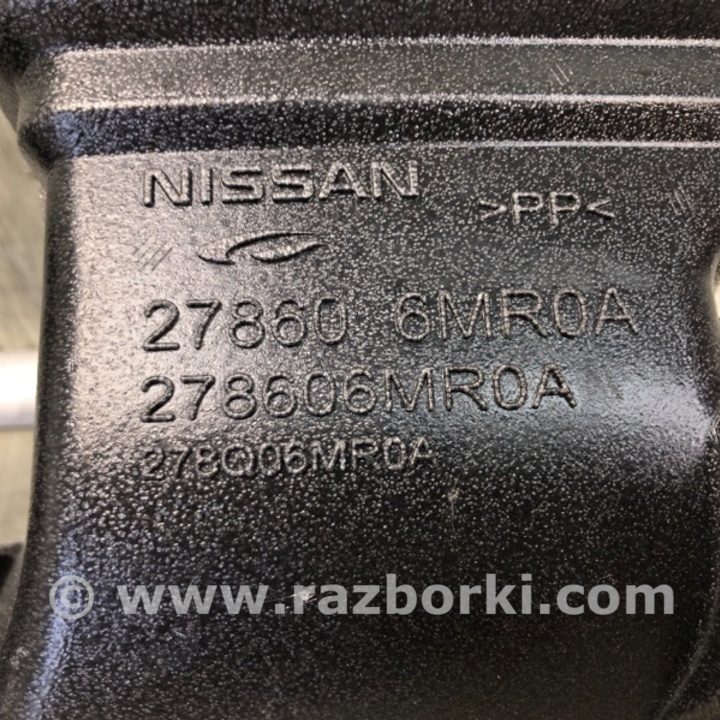 NISSAN
>PP<
27860 6MR0A
278606MR0A
278Q06MR0A
© www.razborki.com